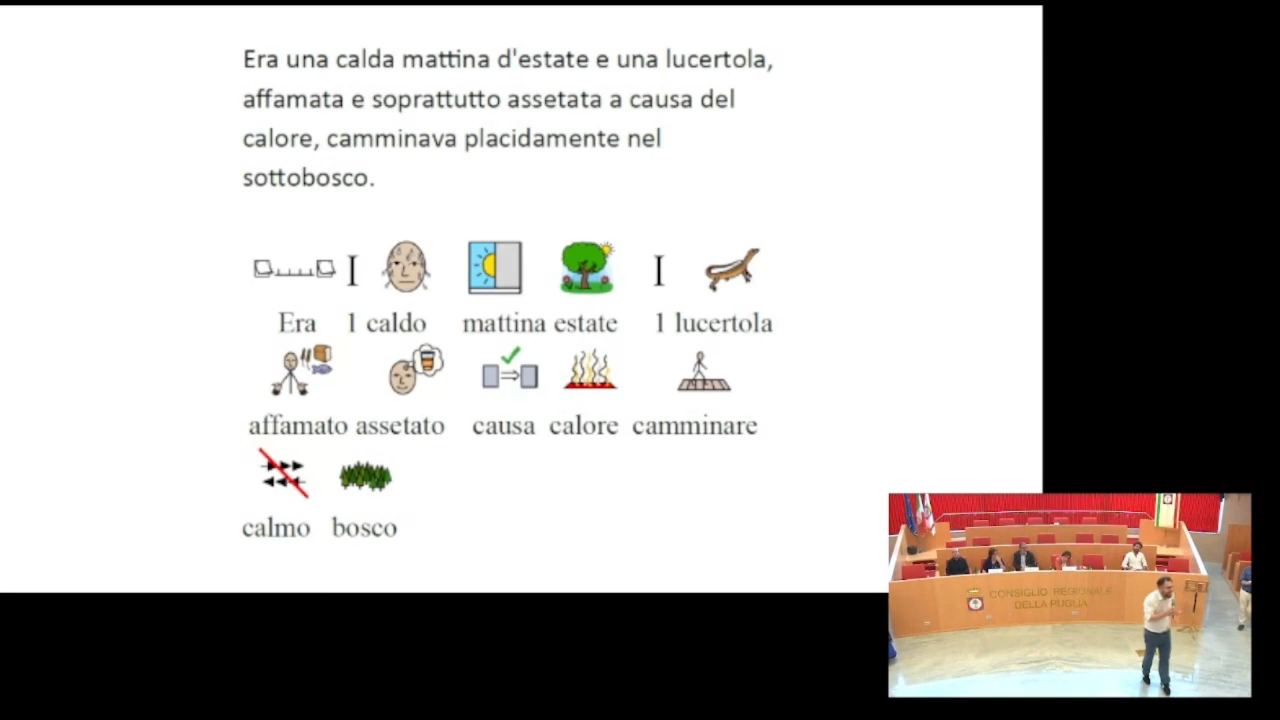 Era una calda mattina d'estate e una lucertola,
affamata e soprattutto assetata a causa del
calore, camminava placidamente nel
sottobosco.
I I
Era 1 caldo mattina estate 1 lucertola
affamato assetato causa calore camminare
calmo bosco
CONSIGLIO REGIONALE
DELLA PUGLIA